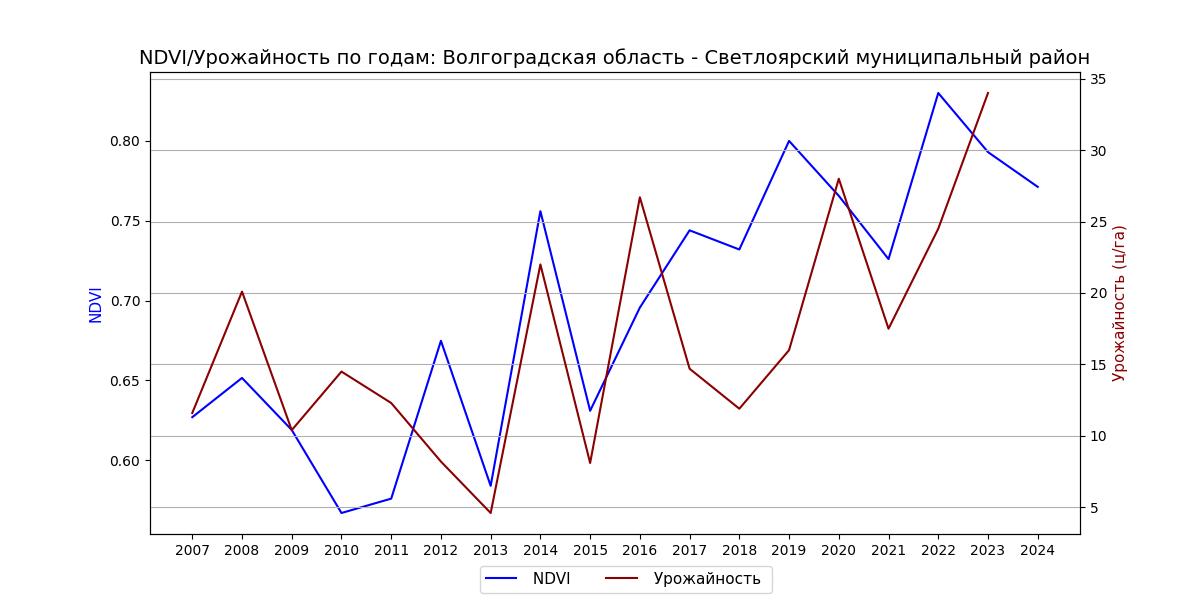 NDVI/Урожайность по годам: Волгоградская область - Светлоярский муниципальный район
0.80
0.75
0.70
0.65
0.60
NDVI
35
30
25
20
15
10
5
Урожайность (ц/га)
2007 2008 2009 2010 2011 2012 2013 2014 2015 2016 2017 2018 2019 2020 2021 2022 2023 2024
NDVI Урожайность